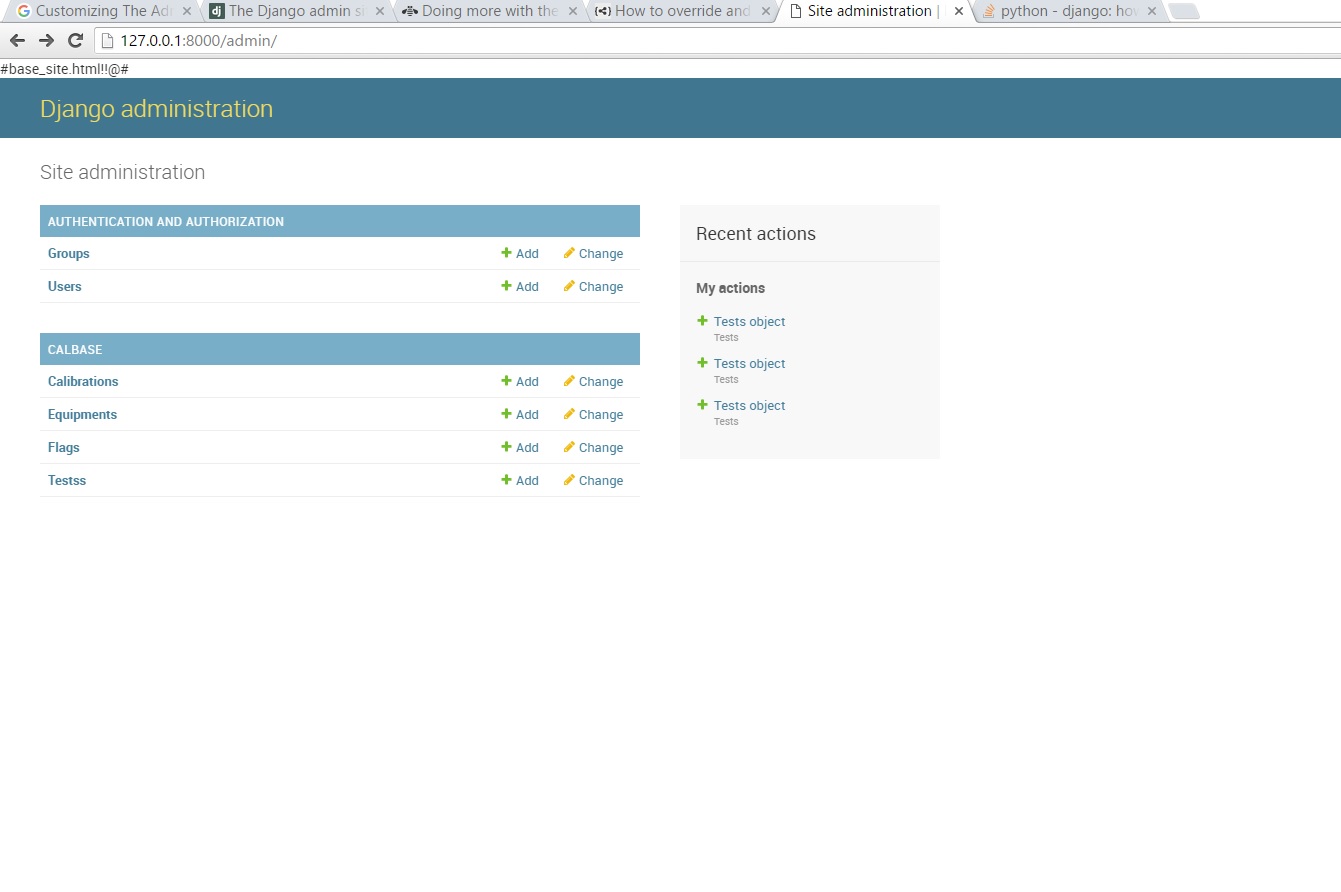 Customizing The Ad
The Django admin si
Doing more with the
How to override and
Site administration |
python - django: how
127.0.0.1:8000/admin/
#base_site.html!!@#
Django administration
Site administration
AUTHENTICATION AND AUTHORIZATION
Groups Add Change
Users Add Change
CALBASE
Calibrations Add Change
Equipments Add Change
Flags Add Change
Testss Add Change
Recent actions
My actions
Tests object
Tests
Tests object
Tests
Tests object
Tests